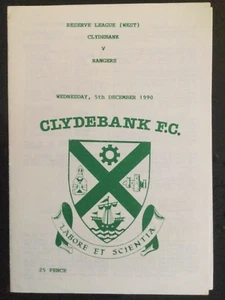 RESERVE LEAGUE (WEST)
CLYDEBANK
V
RANGERS
WEDNESDAY, 5th DECEMBER 1990
CLYDEBANK F.C.
LABORE ET SCIENTIA
25 PENCE